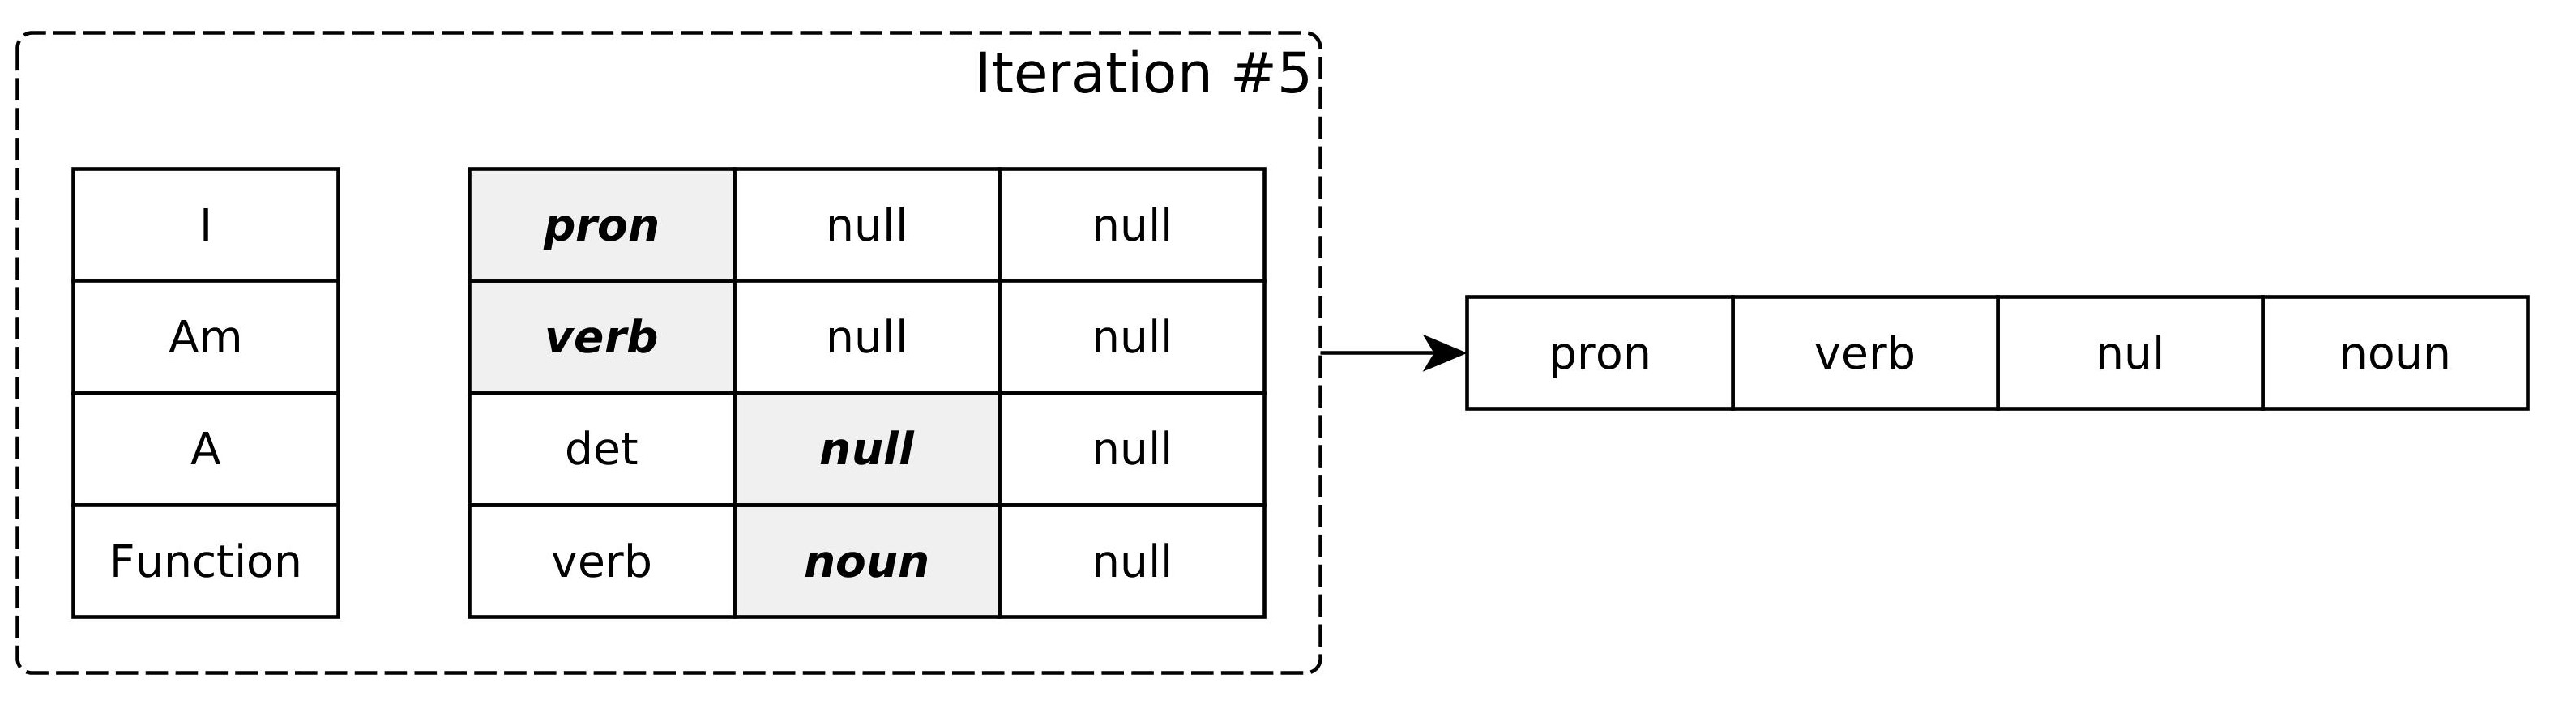 Iteration #5
I pron null null
Am verb null null
A det null null
Function verb noun null
pron verb nul noun